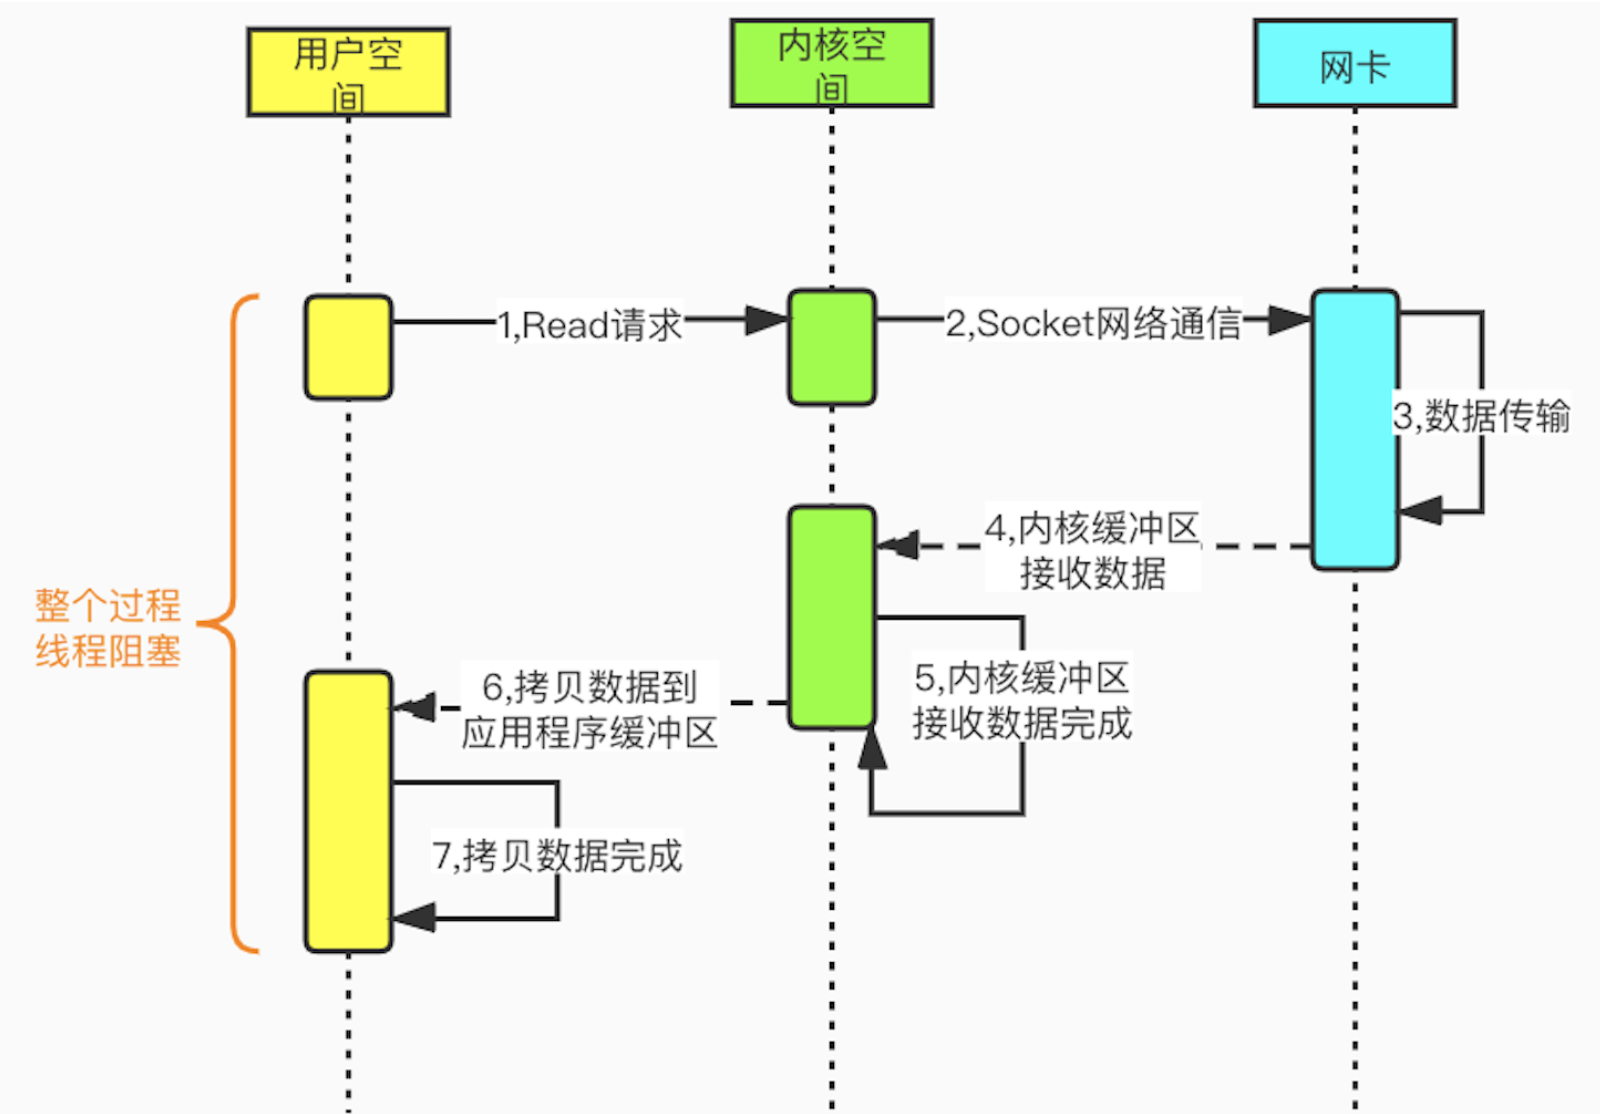 用户空
间
内核空
间
网卡
1,Read请求
2,Socket网络通信
3,数据传输
4,内核缓冲区
接收数据
整个过程
线程阻塞
5,内核缓冲区
接收数据完成
6,拷贝数据到
应用程序缓冲区
7,拷贝数据完成